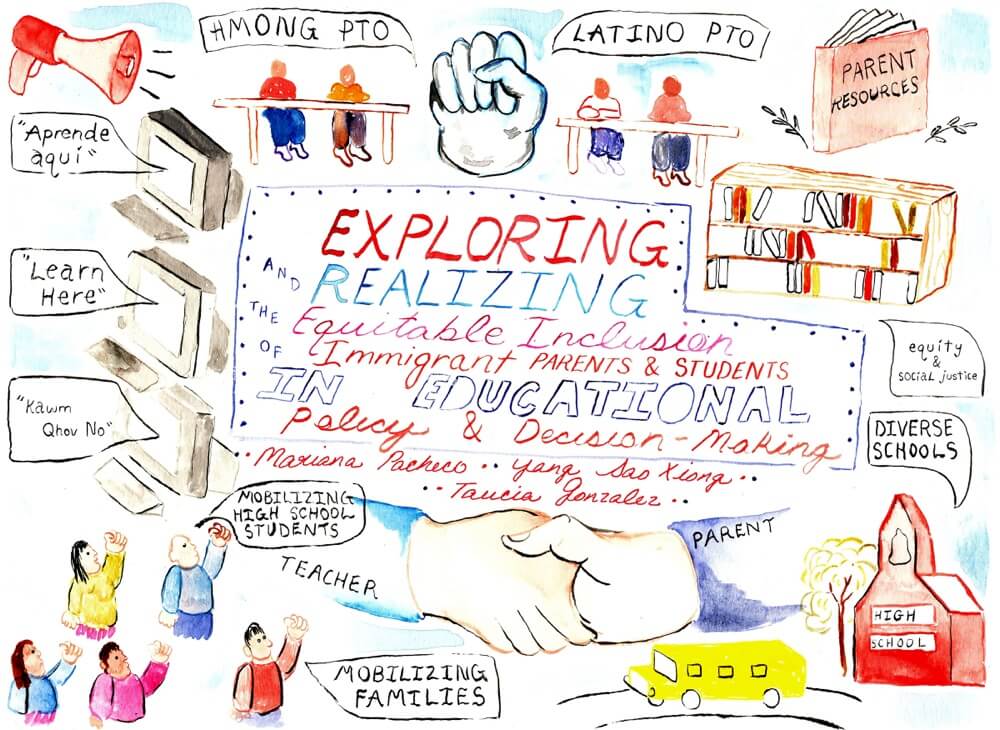 HMONG PTO
LATINO PTO
PARENT
RESOURCES
"Aprende
aquí"
"Learn
Here"
"Kawm
Qhov No"
EXPLORING
AND REALIZING
THE Equitable Inclusion
OF Immigrant PARENTS & STUDENTS
IN EDUCATIONAL
Policy & Decision-Making
Mariana Pacheco •• Yang Sao Xiong ••
•• Taucia Gonzalez ••
equity
&
social justice
DIVERSE
SCHOOLS
MOBILIZING
HIGH SCHOOL
STUDENTS
TEACHER
PARENT
HIGH
SCHOOL
MOBILIZING
FAMILIES